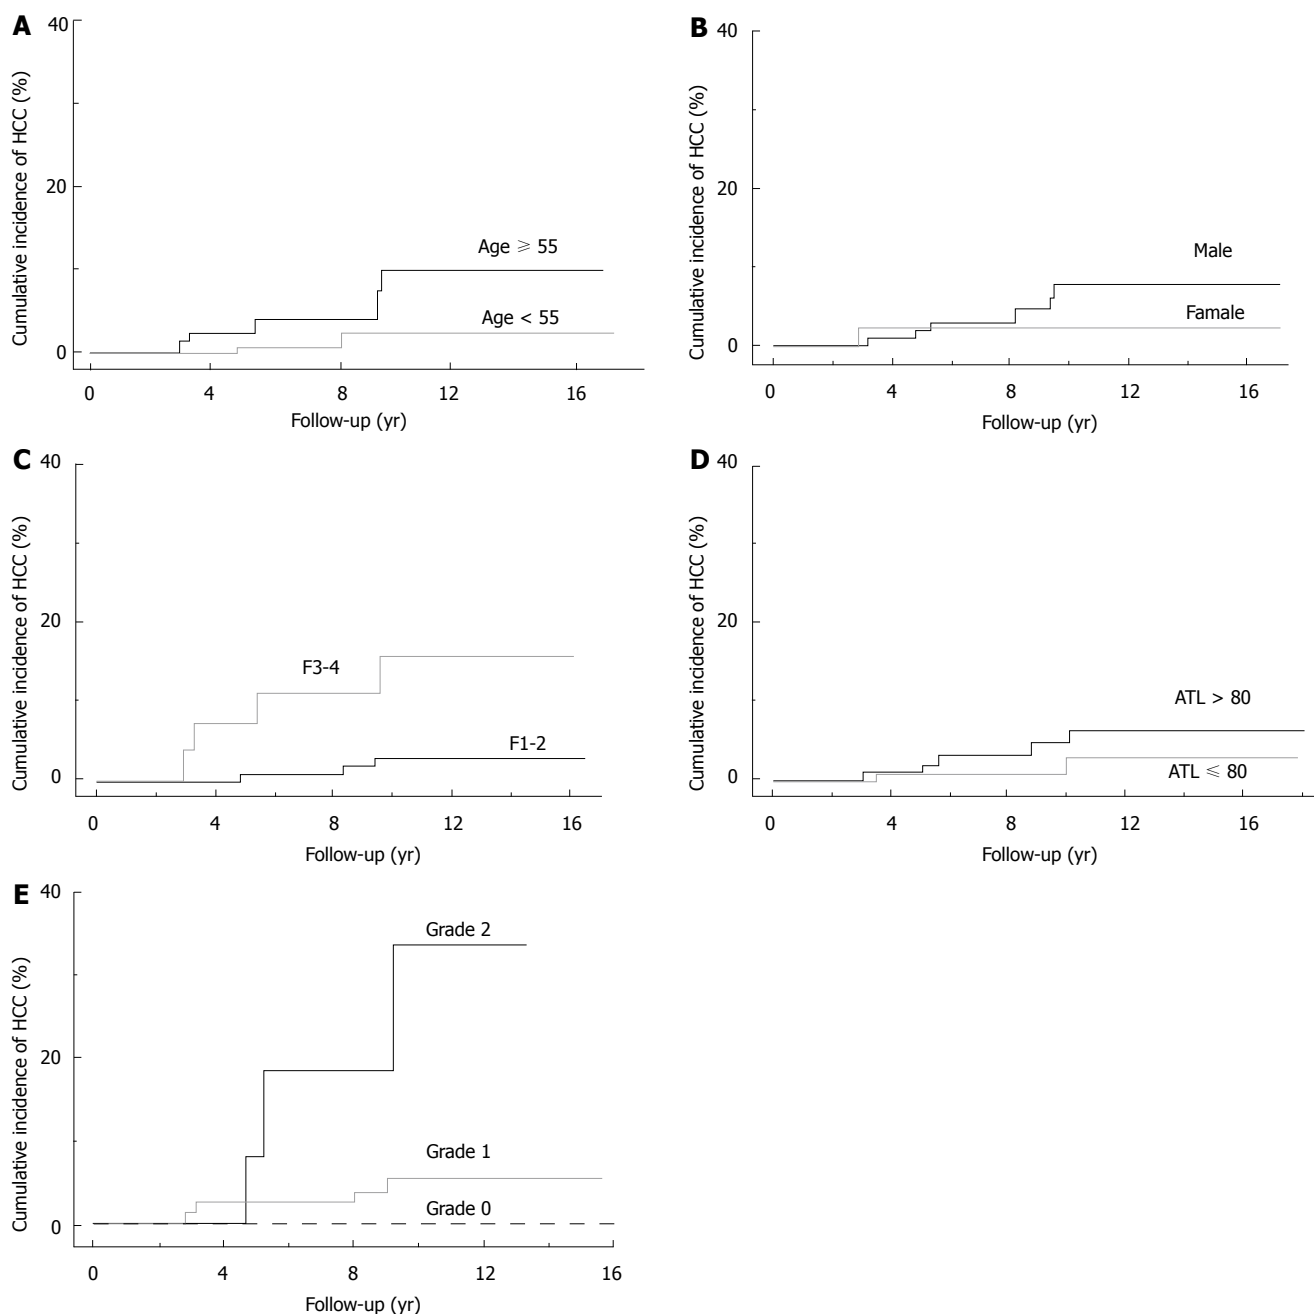 A
40
20
0
Cumulative incidence of HCC (%)
Age ≥ 55
Age < 55
0 4 8 12 16
Follow-up (yr)
B
40
20
0
Cumulative incidence of HCC (%)
Male
Famale
0 4 8 12 16
Follow-up (yr)
C
40
20
0
Cumulative incidence of HCC (%)
F3-4
F1-2
0 4 8 12 16
Follow-up (yr)
D
40
20
0
Cumulative incidence of HCC (%)
ATL > 80
ATL ≤ 80
0 4 8 12 16
Follow-up (yr)
E
40
20
0
Cumulative incidence of HCC (%)
Grade 2
Grade 1
Grade 0
0 4 8 12 16
Follow-up (yr)